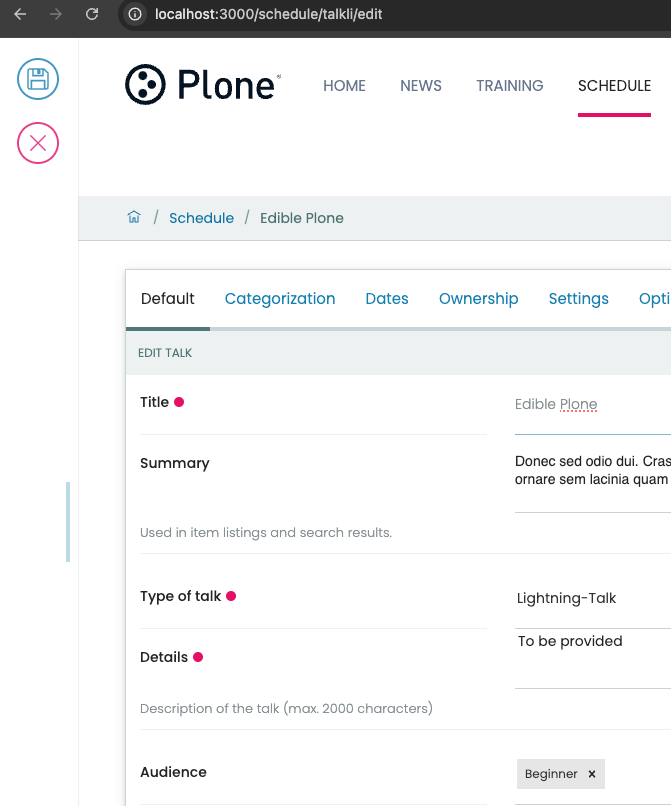 localhost:3000/schedule/talkli/edit
Plone®
HOME NEWS TRAINING SCHEDULE
/ Schedule / Edible Plone
Default Categorization Dates Ownership Settings Opti
EDIT TALK
Title Edible Plone
Summary Donec sed odio dui. Cras
ornare sem lacinia quam
Used in item listings and search results.
Type of talk Lightning-Talk
Details To be provided
Description of the talk (max. 2000 characters)
Audience Beginner ×